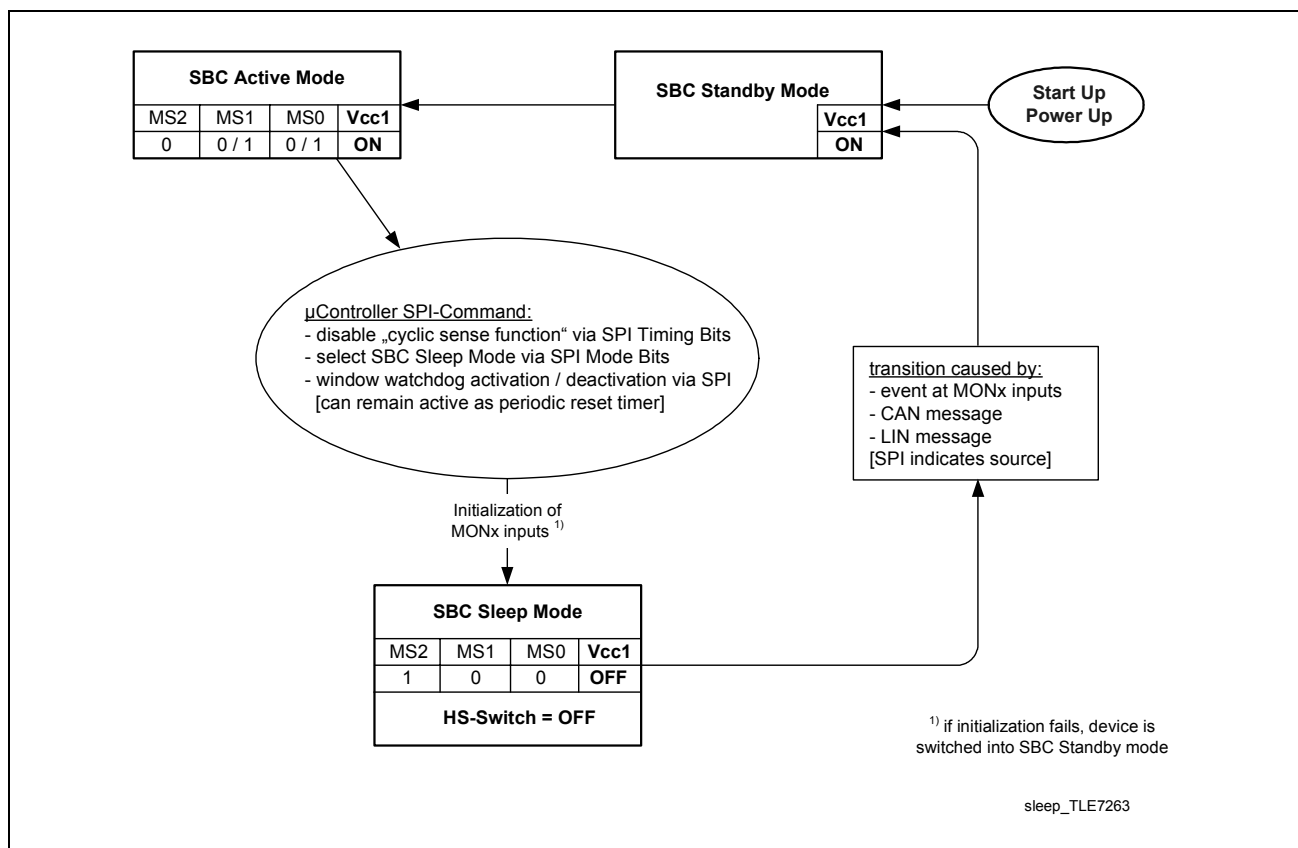 SBC Active Mode
MS2 MS1 MS0 Vcc1
0 0 / 1 0 / 1 ON
SBC Standby Mode
Vcc1
ON
Start Up
Power Up
µController SPI-Command:
- disable „cyclic sense function“ via SPI Timing Bits
- select SBC Sleep Mode via SPI Mode Bits
- window watchdog activation / deactivation via SPI
[can remain active as periodic reset timer]
transition caused by:
- event at MONx inputs
- CAN message
- LIN message
[SPI indicates source]
Initialization of
MONx inputs 1)
SBC Sleep Mode
MS2 MS1 MS0 Vcc1
1 0 0 OFF
HS-Switch = OFF
1) if initialization fails, device is
switched into SBC Standby mode
sleep_TLE7263